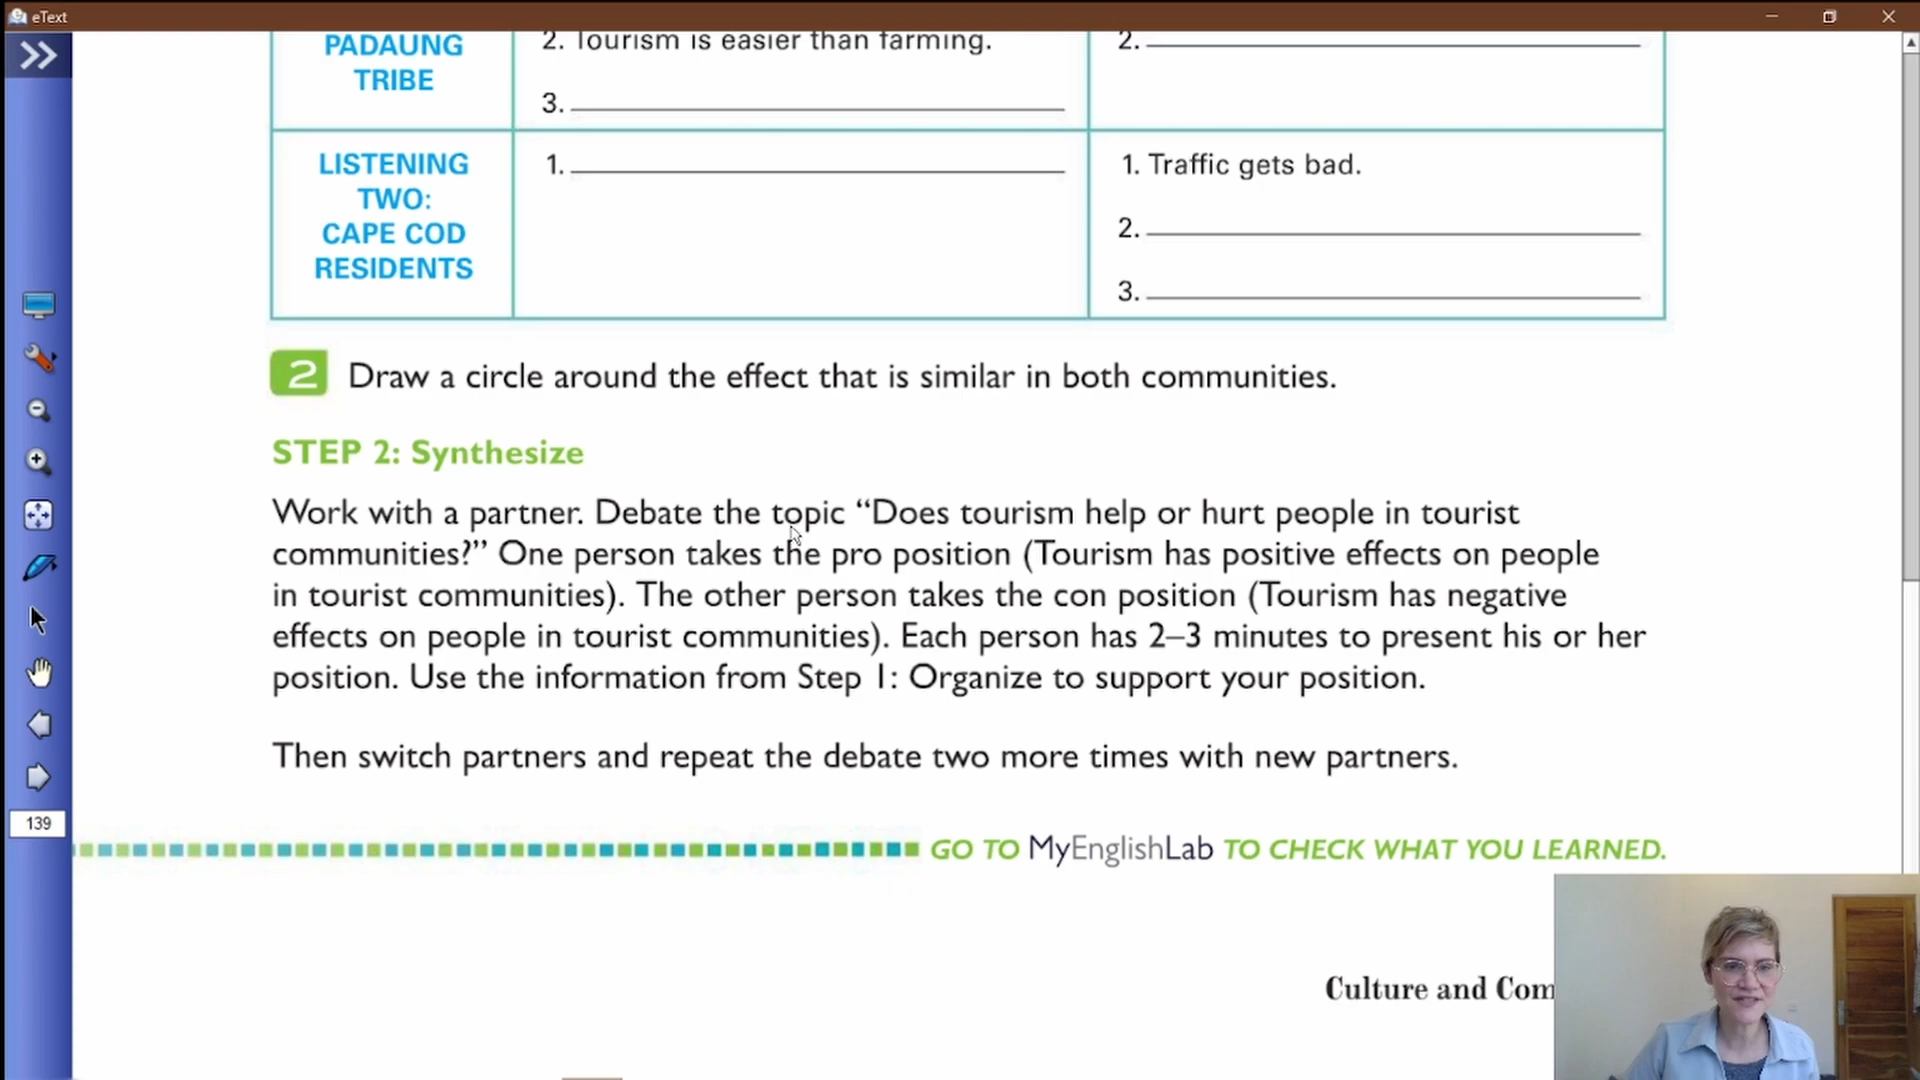 eText
PADAUNG
TRIBE
2. Tourism is easier than farming.
3.
2.
LISTENING
TWO:
CAPE COD
RESIDENTS
1.
1. Traffic gets bad.
2.
3.
2 Draw a circle around the effect that is similar in both communities.
STEP 2: Synthesize
Work with a partner. Debate the topic “Does tourism help or hurt people in tourist
communities?” One person takes the pro position (Tourism has positive effects on people
in tourist communities). The other person takes the con position (Tourism has negative
effects on people in tourist communities). Each person has 2–3 minutes to present his or her
position. Use the information from Step 1: Organize to support your position.
Then switch partners and repeat the debate two more times with new partners.
139
GO TO MyEnglishLab TO CHECK WHAT YOU LEARNED.
Culture and Com